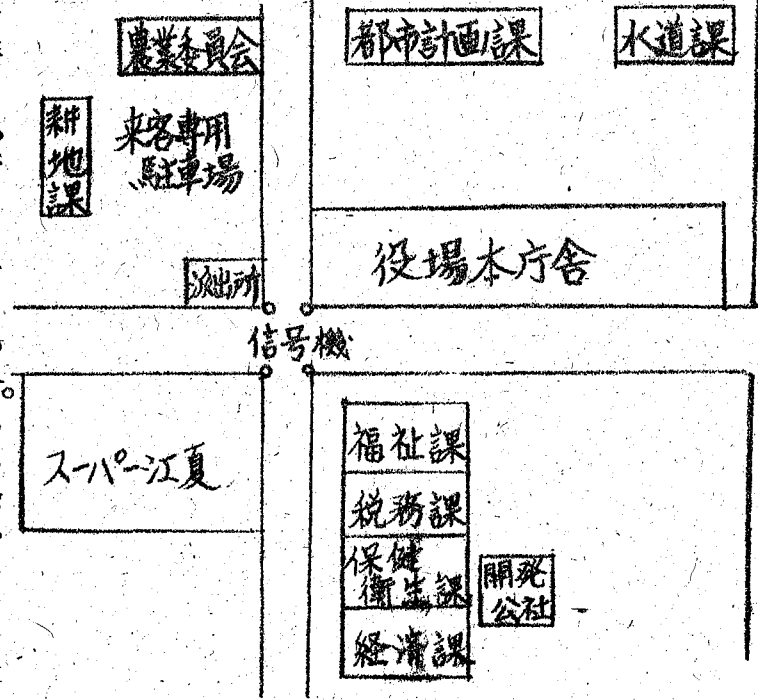 農業委員会
都市計画課
水道課
耕地課
来客専用
駐車場
派出所
役場本庁舎
信号機
スーパー江夏
福祉課
税務課
保健
衛生課
経済課
開発
公社